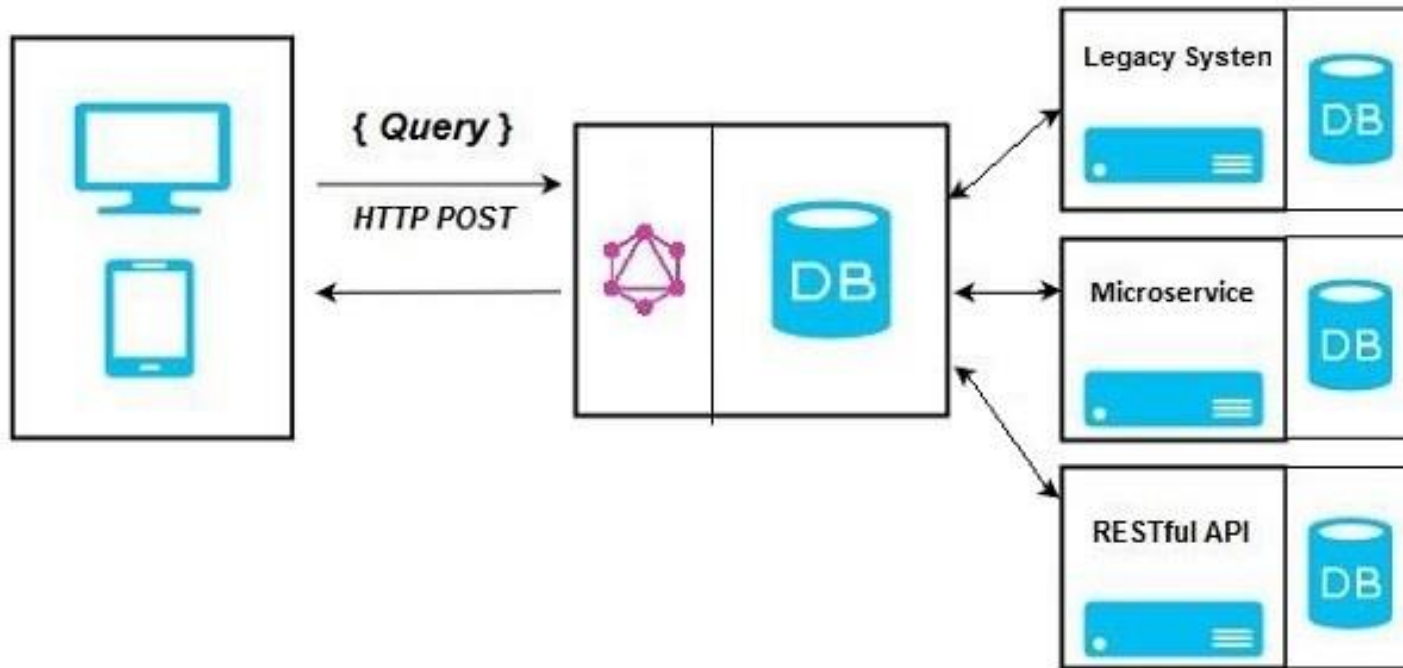 { Query }
HTTP POST
DB
Legacy Systen
DB
Microservice
DB
RESTful API
DB